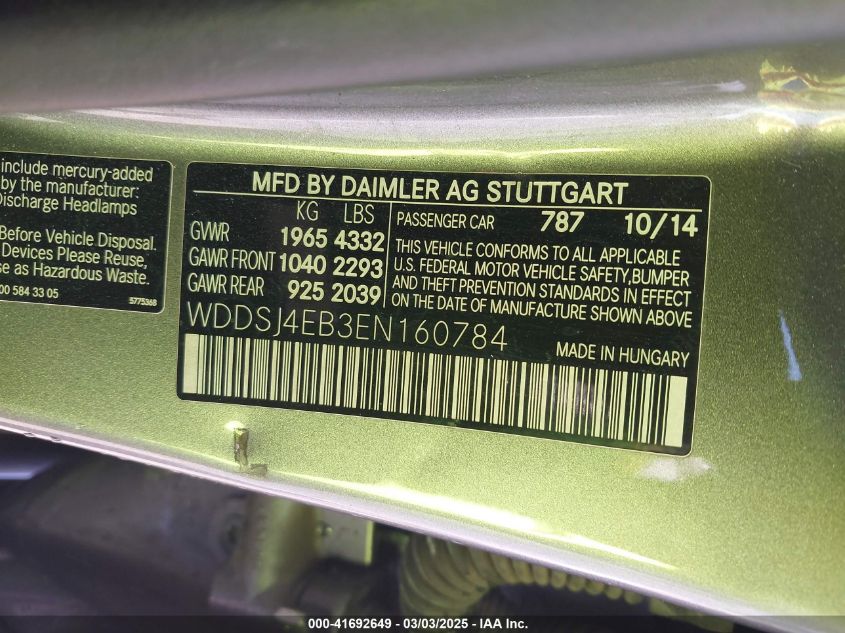 include mercury-added
by the manufacturer:
Discharge Headlamps
Before Vehicle Disposal.
Devices Please Reuse,
as Hazardous Waste.
00 584 33 05
5775368
MFD BY DAIMLER AG STUTTGART
KG LBS
GVWR 1965 4332
GAWR FRONT 1040 2293
GAWR REAR 925 2039
PASSENGER CAR 787 10/14
THIS VEHICLE CONFORMS TO ALL APPLICABLE
U.S. FEDERAL MOTOR VEHICLE SAFETY,BUMPER
AND THEFT PREVENTION STANDARDS IN EFFECT
ON THE DATE OF MANUFACTURE SHOWN ABOVE
WDDSJ4EB3EN160784
MADE IN HUNGARY
000-41692649 - 03/03/2025 - IAA Inc.